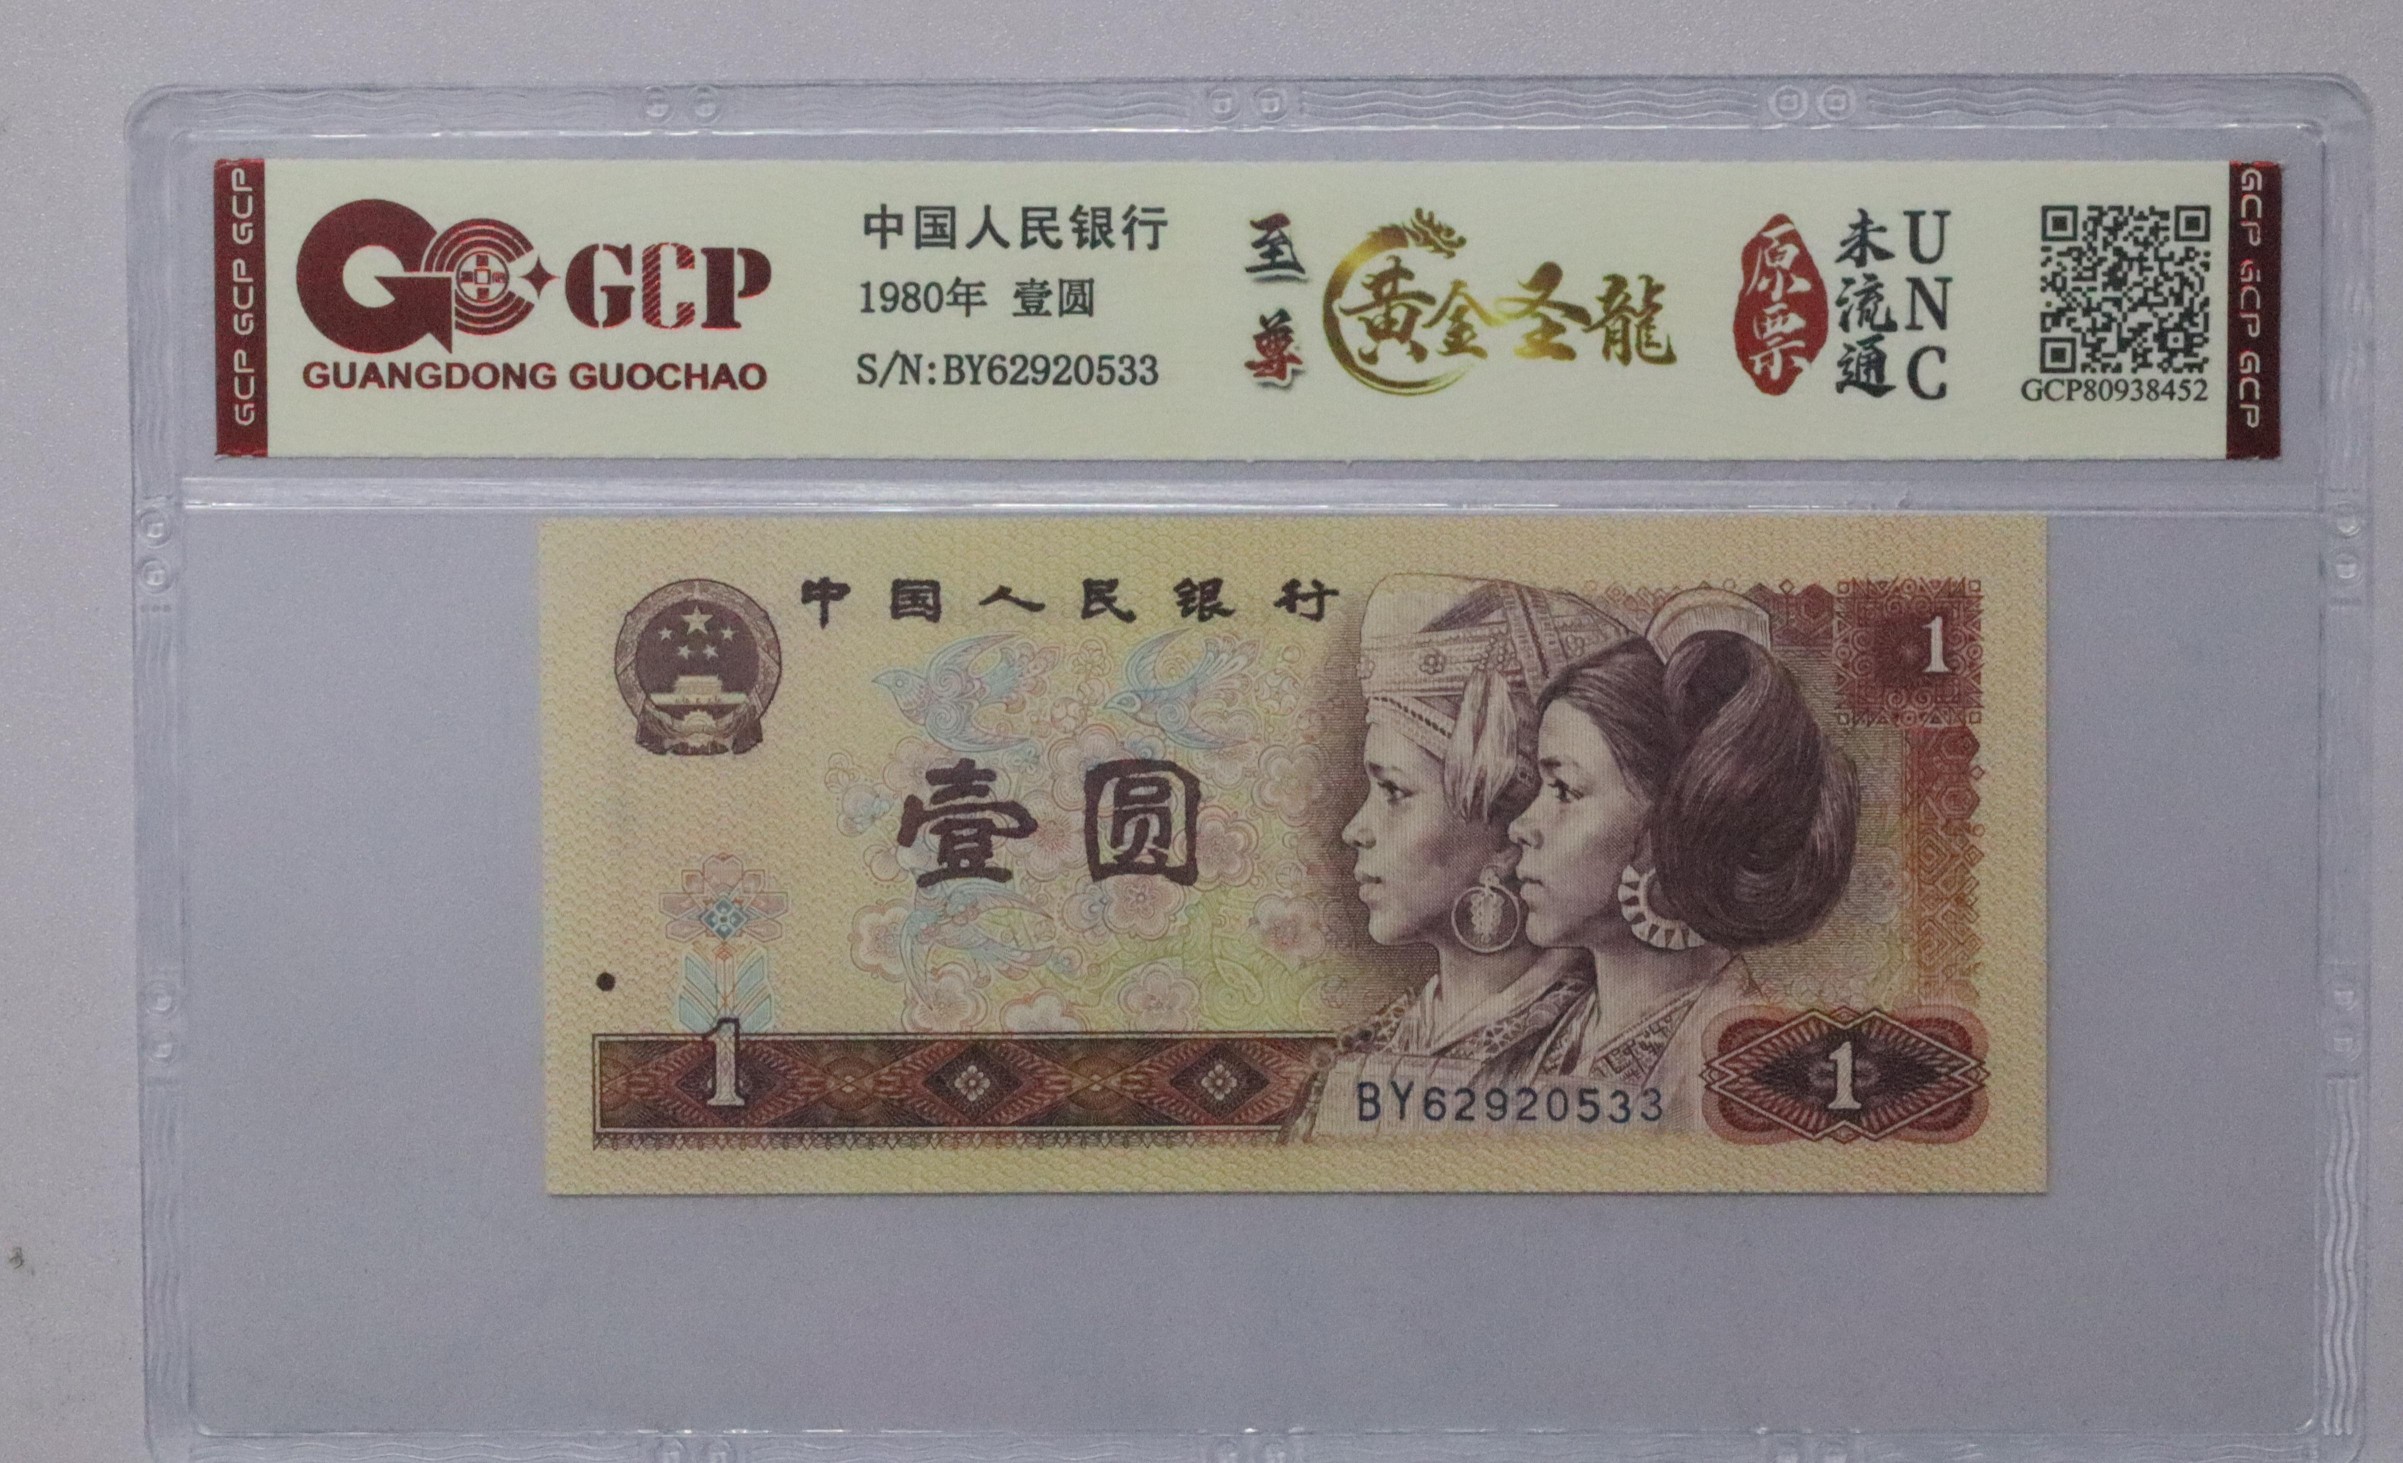 GCP GCP GCP
GCP
GUANGDONG GUOCHAO
中国人民银行
1980年 壹圆
S/N:BY62920533
至尊
黄金圣龍
原票
未流通
UNC
GCP80938452
GCP GCP GCP
中国人民银行
1
壹圆
1
BY62920533
1